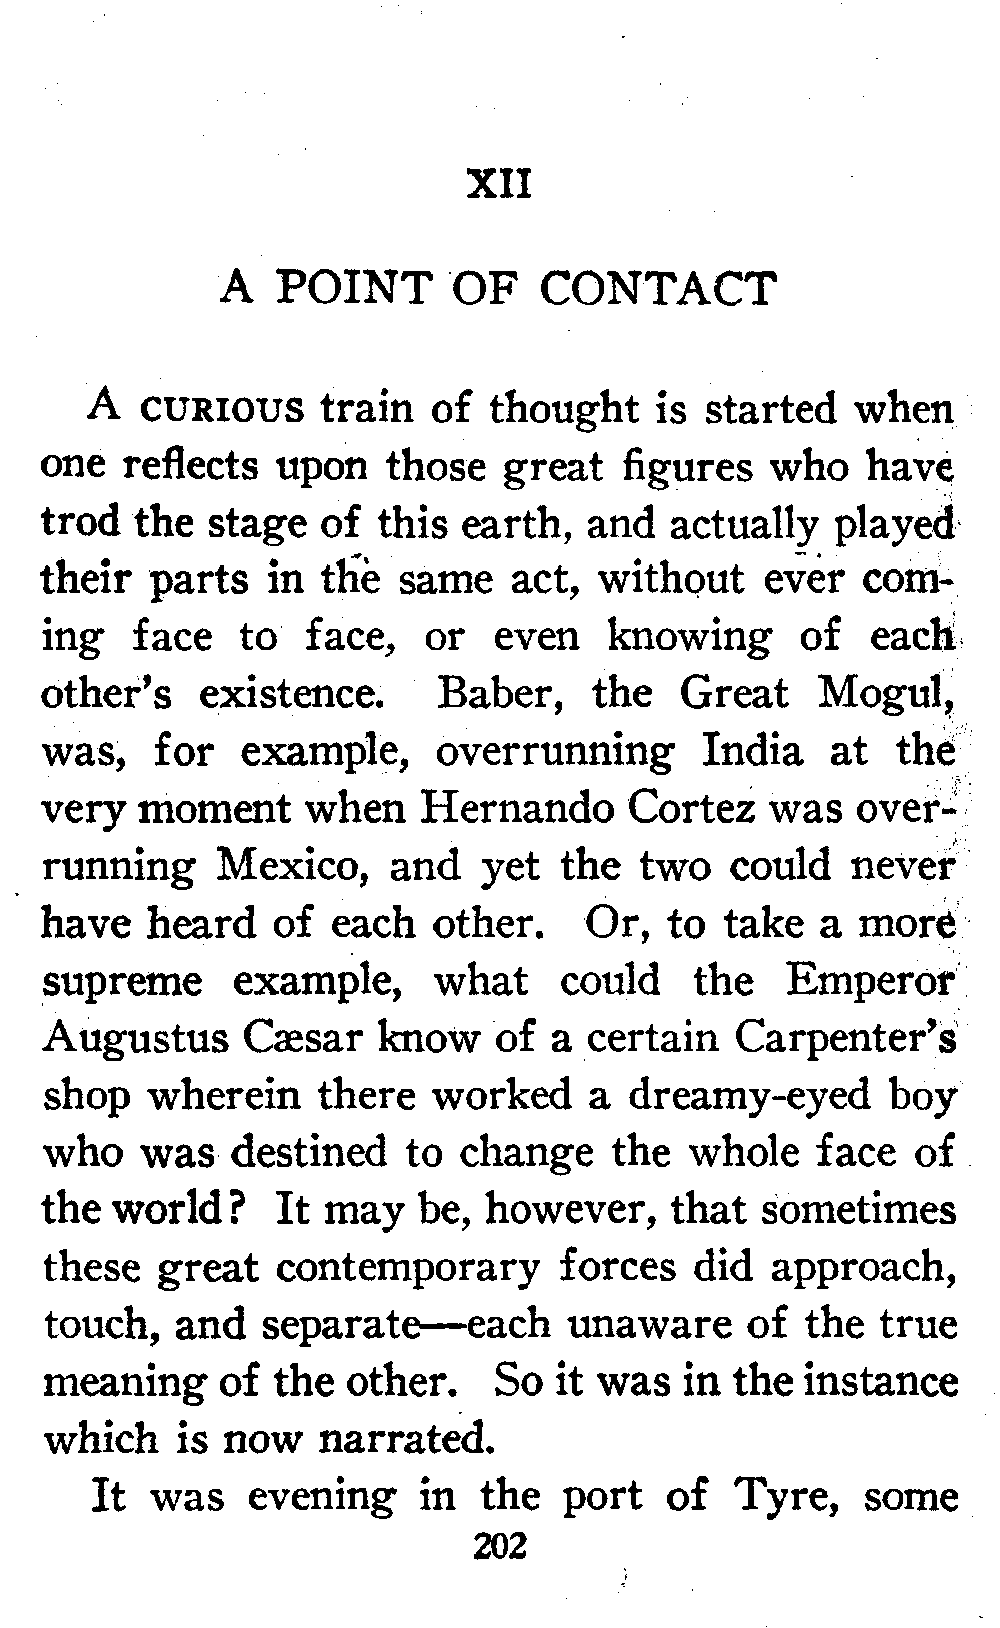 XII
A POINT OF CONTACT
A CURIOUS train of thought is started when
one reflects upon those great figures who have
trod the stage of this earth, and actually played
their parts in the same act, without ever com-
ing face to face, or even knowing of each
other's existence. Baber, the Great Mogul,
was, for example, overrunning India at the
very moment when Hernando Cortez was over-
running Mexico, and yet the two could never
have heard of each other. Or, to take a more
supreme example, what could the Emperor
Augustus Cæsar know of a certain Carpenter's
shop wherein there worked a dreamy-eyed boy
who was destined to change the whole face of
the world? It may be, however, that sometimes
these great contemporary forces did approach,
touch, and separate—each unaware of the true
meaning of the other. So it was in the instance
which is now narrated.
It was evening in the port of Tyre, some
202